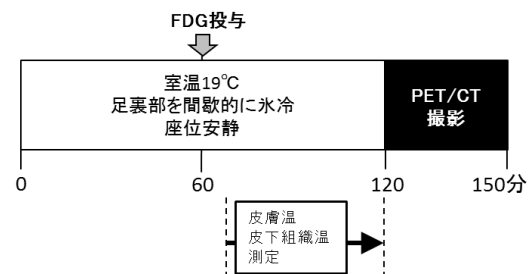 FDG投与
室温19℃
足裏部を間歇的に氷冷
座位安静
PET/CT
撮影
0
60
120
150分
皮膚温
皮下組織温
測定